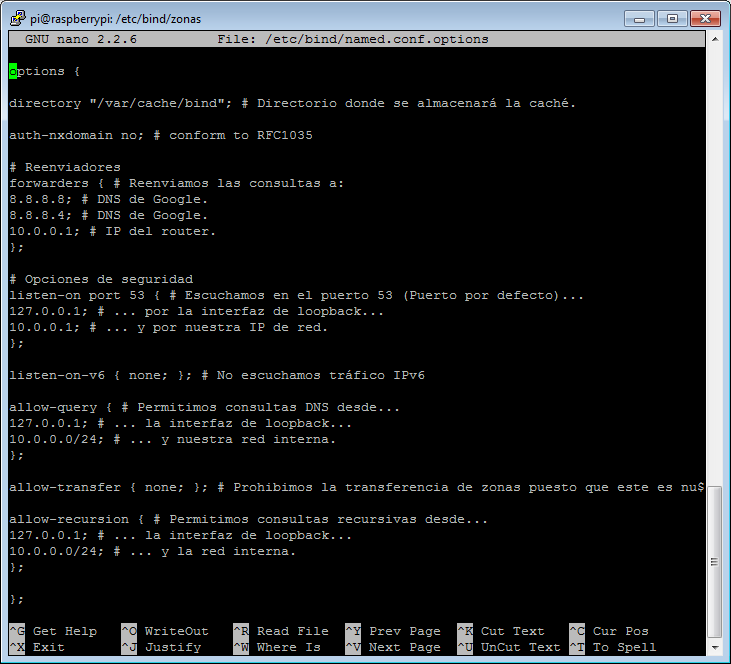 pi@raspberrypi: /etc/bind/zonas
GNU nano 2.2.6 File: /etc/bind/named.conf.options
options {
directory "/var/cache/bind"; # Directorio donde se almacenará la caché.
auth-nxdomain no; # conform to RFC1035
# Reenviadores
forwarders { # Reenviamos las consultas a:
8.8.8.8; # DNS de Google.
8.8.8.4; # DNS de Google.
10.0.0.1; # IP del router.
};
# Opciones de seguridad
listen-on port 53 { # Escuchamos en el puerto 53 (Puerto por defecto)...
127.0.0.1; # ... por la interfaz de loopback...
10.0.0.1; # ... y por nuestra IP de red.
};
listen-on-v6 { none; }; # No escuchamos tráfico IPv6
allow-query { # Permitimos consultas DNS desde...
127.0.0.1; # ... la interfaz de loopback...
10.0.0.0/24; # ... y nuestra red interna.
};
allow-transfer { none; }; # Prohibimos la transferencia de zonas puesto que este es nu$
allow-recursion { # Permitimos consultas recursivas desde...
127.0.0.1; # ... la interfaz de loopback...
10.0.0.0/24; # ... y la red interna.
};
};
^G Get Help ^O WriteOut ^R Read File ^Y Prev Page ^K Cut Text ^C Cur Pos
^X Exit ^J Justify ^W Where Is ^V Next Page ^U UnCut Text ^T To Spell